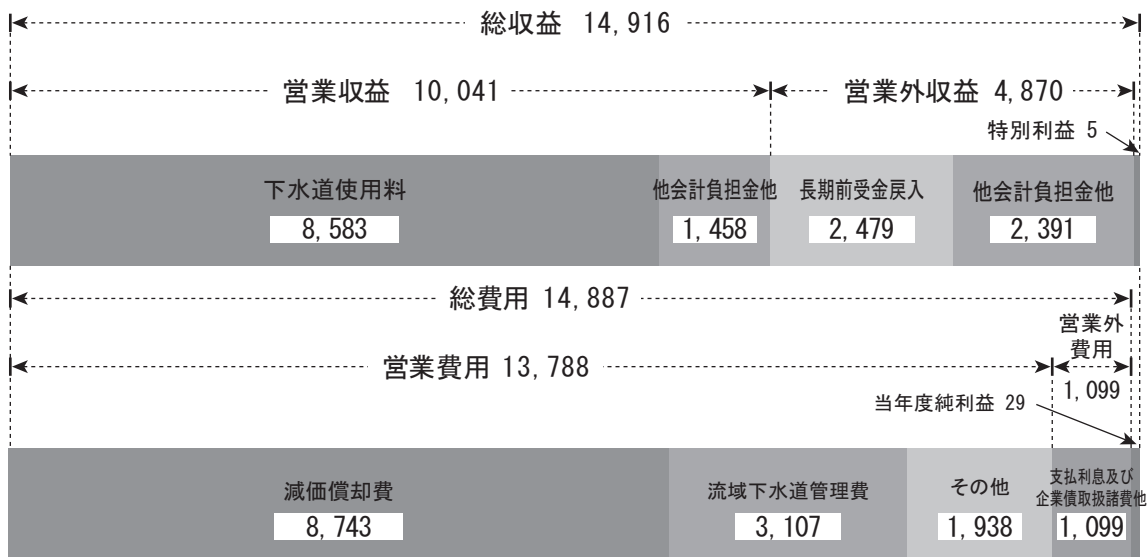 総収益 14,916
営業収益 10,041
営業外収益 4,870
特別利益 5
下水道使用料
8,583
他会計負担金他
1,458
長期前受金戻入
2,479
他会計負担金他
2,391
総費用 14,887
営業費用 13,788
営業外
費用
1,099
当年度純利益 29
減価償却費
8,743
流域下水道管理費
3,107
その他
1,938
支払利息及び
企業債取扱諸費他
1,099